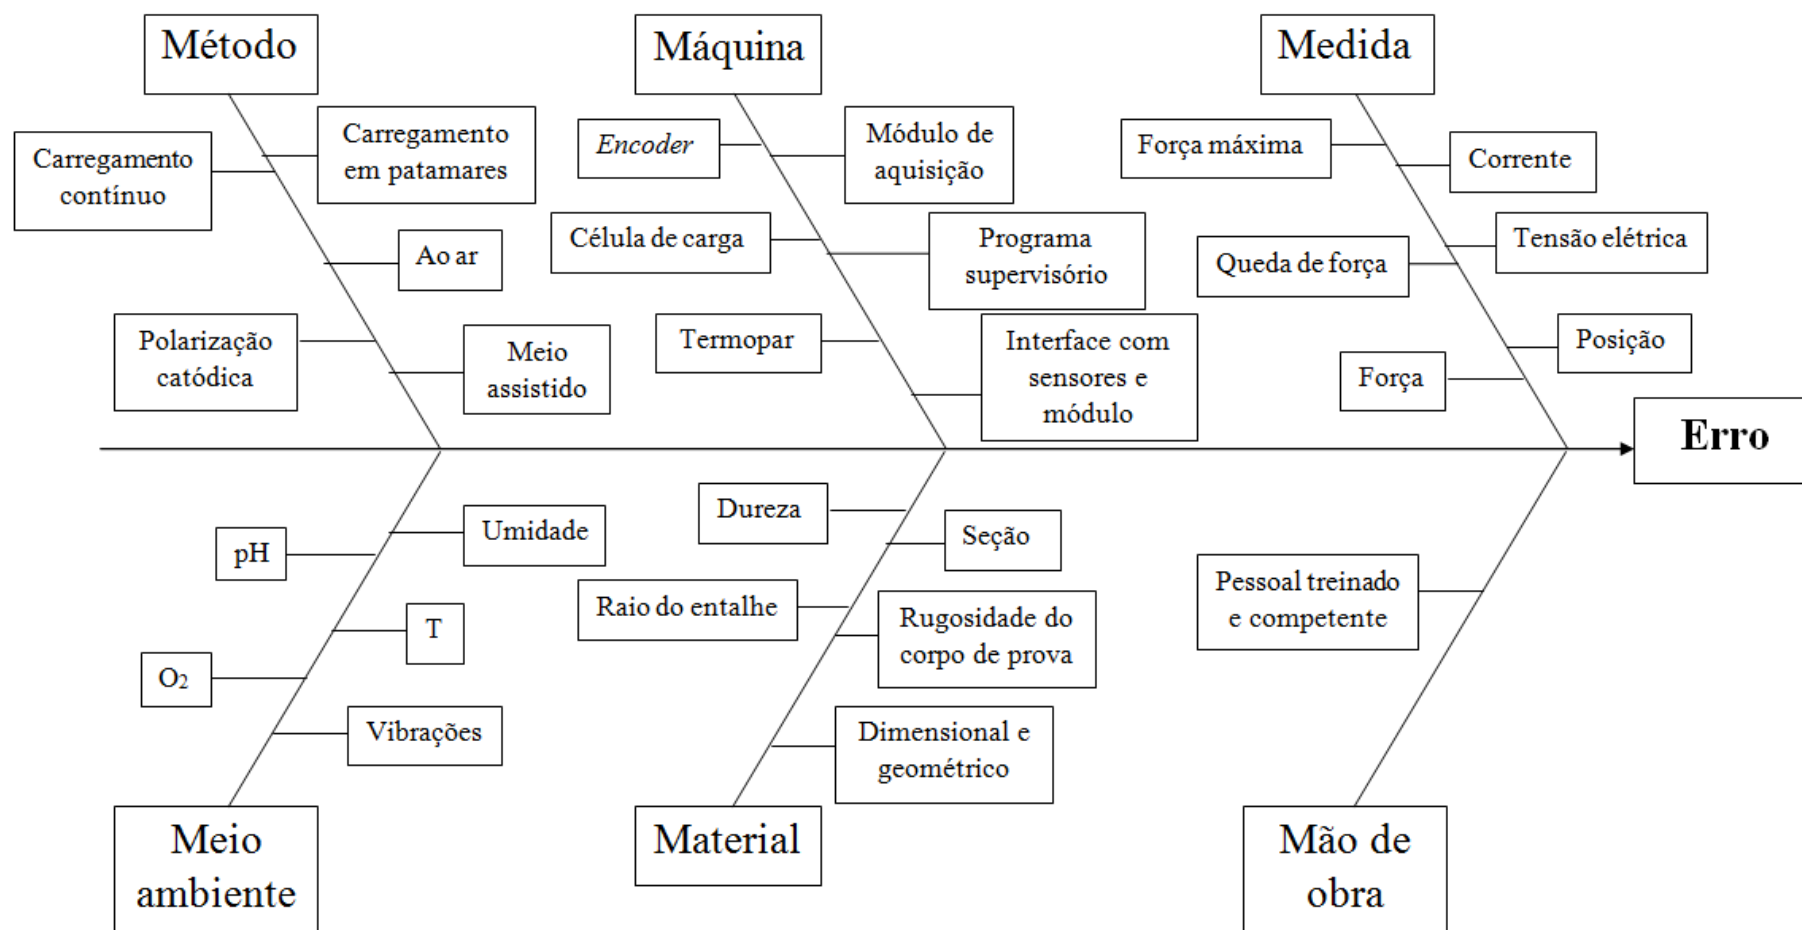 Método
Máquina
Medida
Carregamento
contínuo
Carregamento
em patamares
Ao ar
Polarização
catódica
Meio
assistido
Encoder
Módulo de
aquisição
Célula de carga
Programa
supervisório
Termopar
Interface com
sensores e
módulo
Força máxima
Corrente
Tensão elétrica
Queda de força
Posição
Força
Erro
Umidade
pH
T
O₂
Vibrações
Dureza
Seção
Raio do entalhe
Rugosidade do
corpo de prova
Dimensional e
geométrico
Pessoal treinado
e competente
Meio
ambiente
Material
Mão de
obra